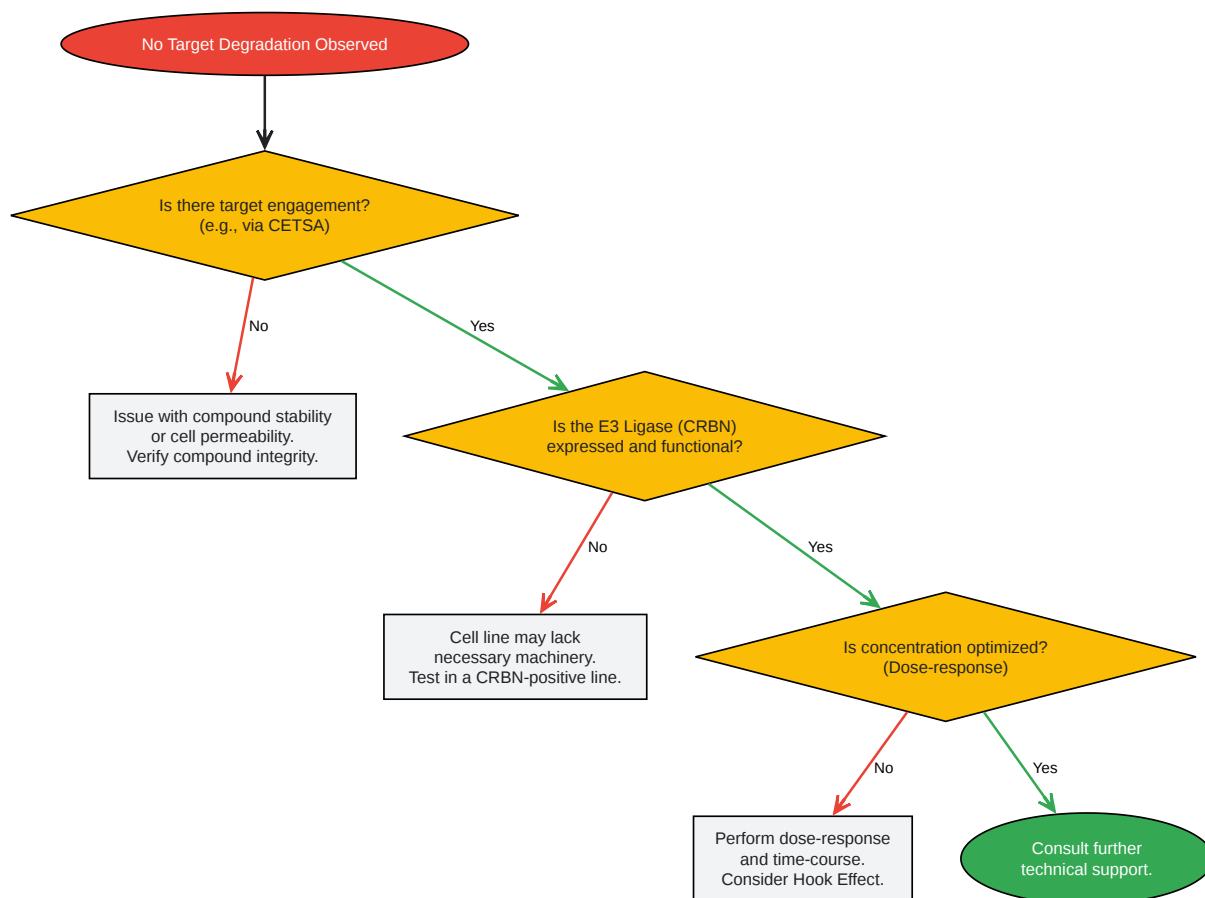 No Target Degradation Observed
Is there target engagement?
(e.g., via CETSA)
No
Yes
Issue with compound stability
or cell permeability.
Verify compound integrity.
Is the E3 Ligase (CRBN)
expressed and functional?
No
Yes
Cell line may lack
necessary machinery.
Test in a CRBN-positive line.
Is concentration optimized?
(Dose-response)
No
Yes
Perform dose-response
and time-course.
Consider Hook Effect.
Consult further
technical support.